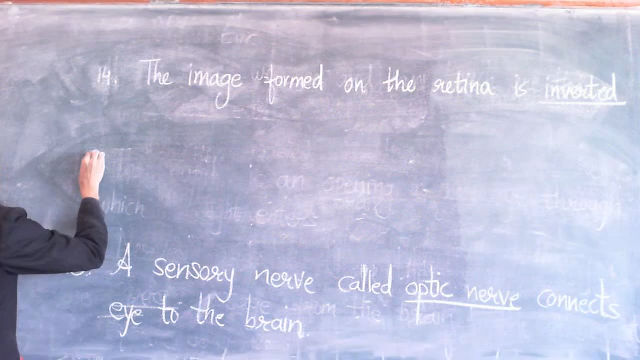 14. The image formed on the retina is inverted
A sensory nerve called optic nerve connects
eye to the brain.